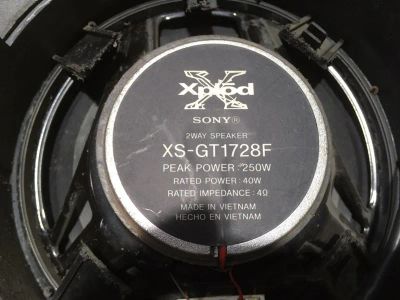 Xplod
SONY®
2WAY SPEAKER
XS-GT1728F
PEAK POWER : 250W
RATED POWER : 40W
RATED IMPEDANCE : 4Ω
MADE IN VIETNAM
HECHO EN VIETNAM